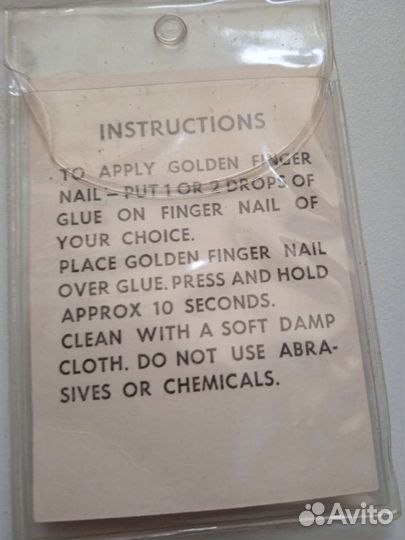 INSTRUCTIONS
TO APPLY GOLDEN FINGER
NAIL – PUT 1 OR 2 DROPS OF
GLUE ON FINGER NAIL OF
YOUR CHOICE.
PLACE GOLDEN FINGER NAIL
OVER GLUE. PRESS AND HOLD
APPROX 10 SECONDS.
CLEAN WITH A SOFT DAMP
CLOTH. DO NOT USE ABRA-
SIVES OR CHEMICALS.
Avito